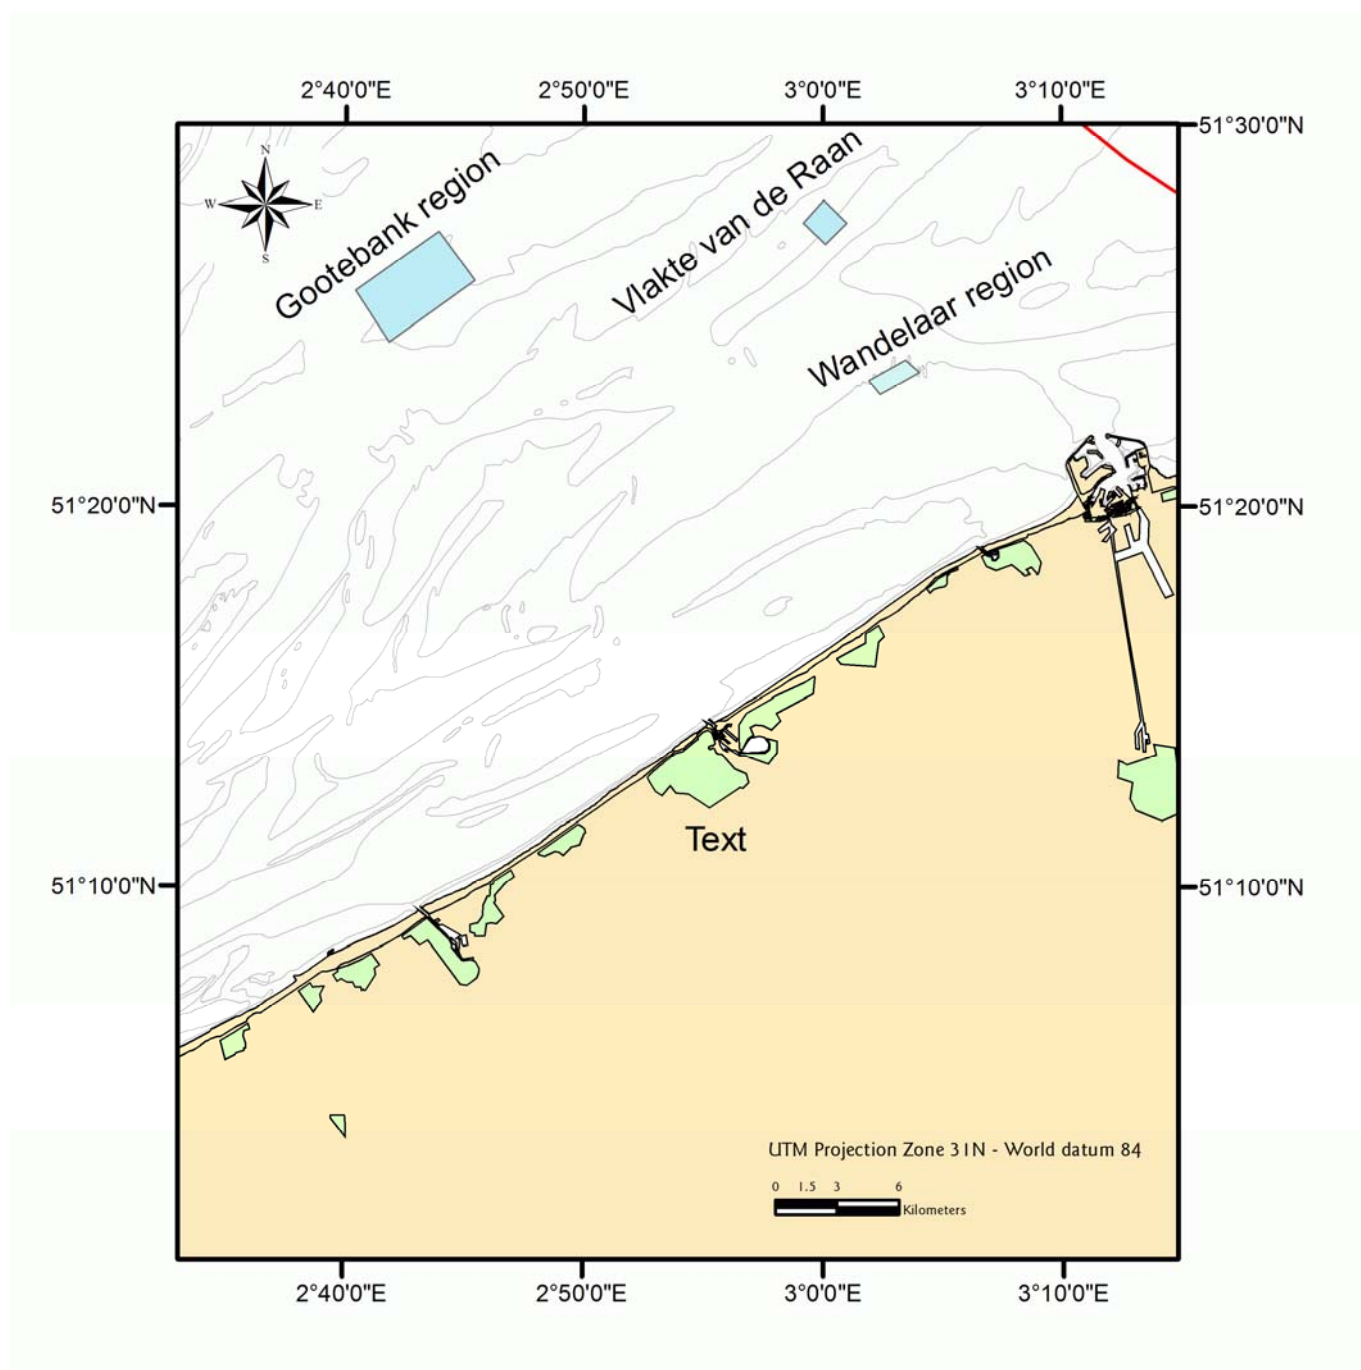 2°40'0"E 2°50'0"E 3°0'0"E 3°10'0"E
51°30'0"N
N
W E
S
Gootebank region
Vlakte van de Raan
Wandelaar region
51°20'0"N 51°20'0"N
Text
51°10'0"N 51°10'0"N
UTM Projection Zone 31N - World datum 84
0 1.5 3 6
Kilometers
2°40'0"E 2°50'0"E 3°0'0"E 3°10'0"E